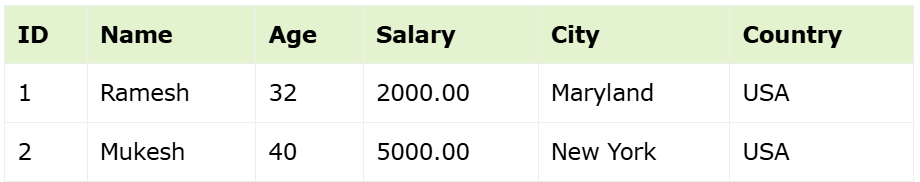 ID Name Age Salary City Country
1 Ramesh 32 2000.00 Maryland USA
2 Mukesh 40 5000.00 New York USA